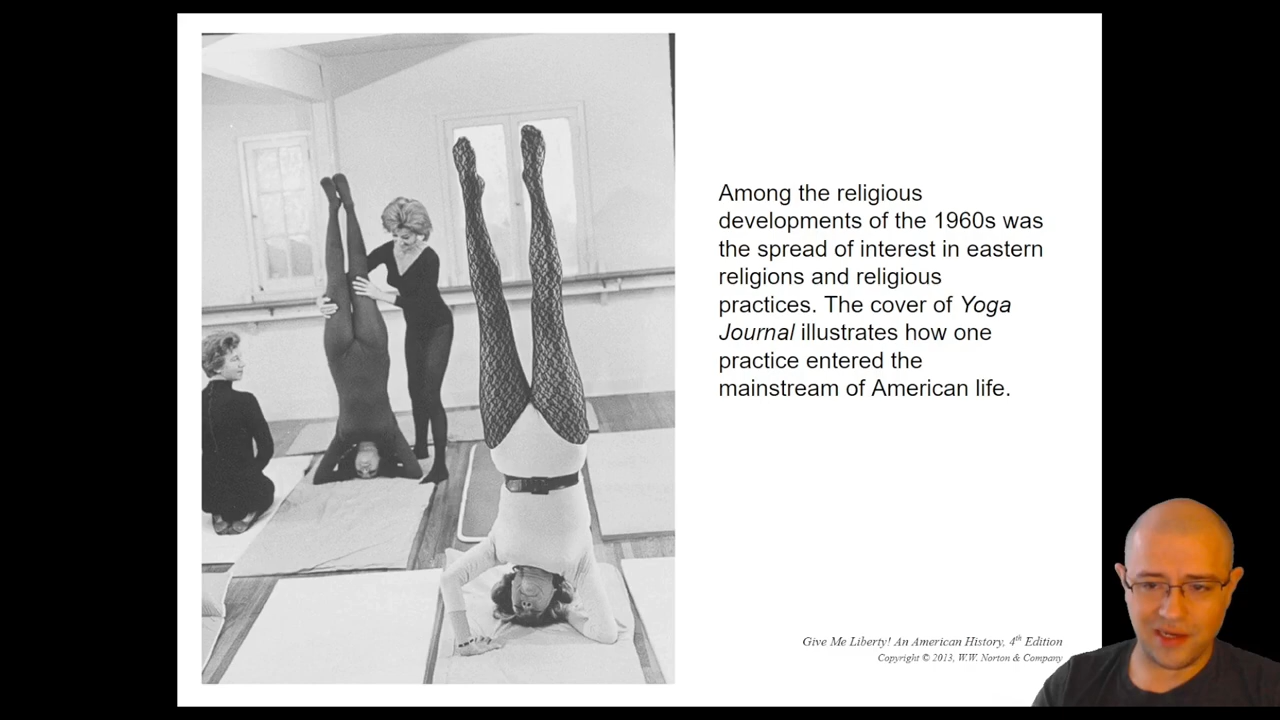 Among the religious
developments of the 1960s was
the spread of interest in eastern
religions and religious
practices. The cover of Yoga
Journal illustrates how one
practice entered the
mainstream of American life.
Give Me Liberty! An American History, 4th Edition
Copyright © 2013, W.W. Norton & Company